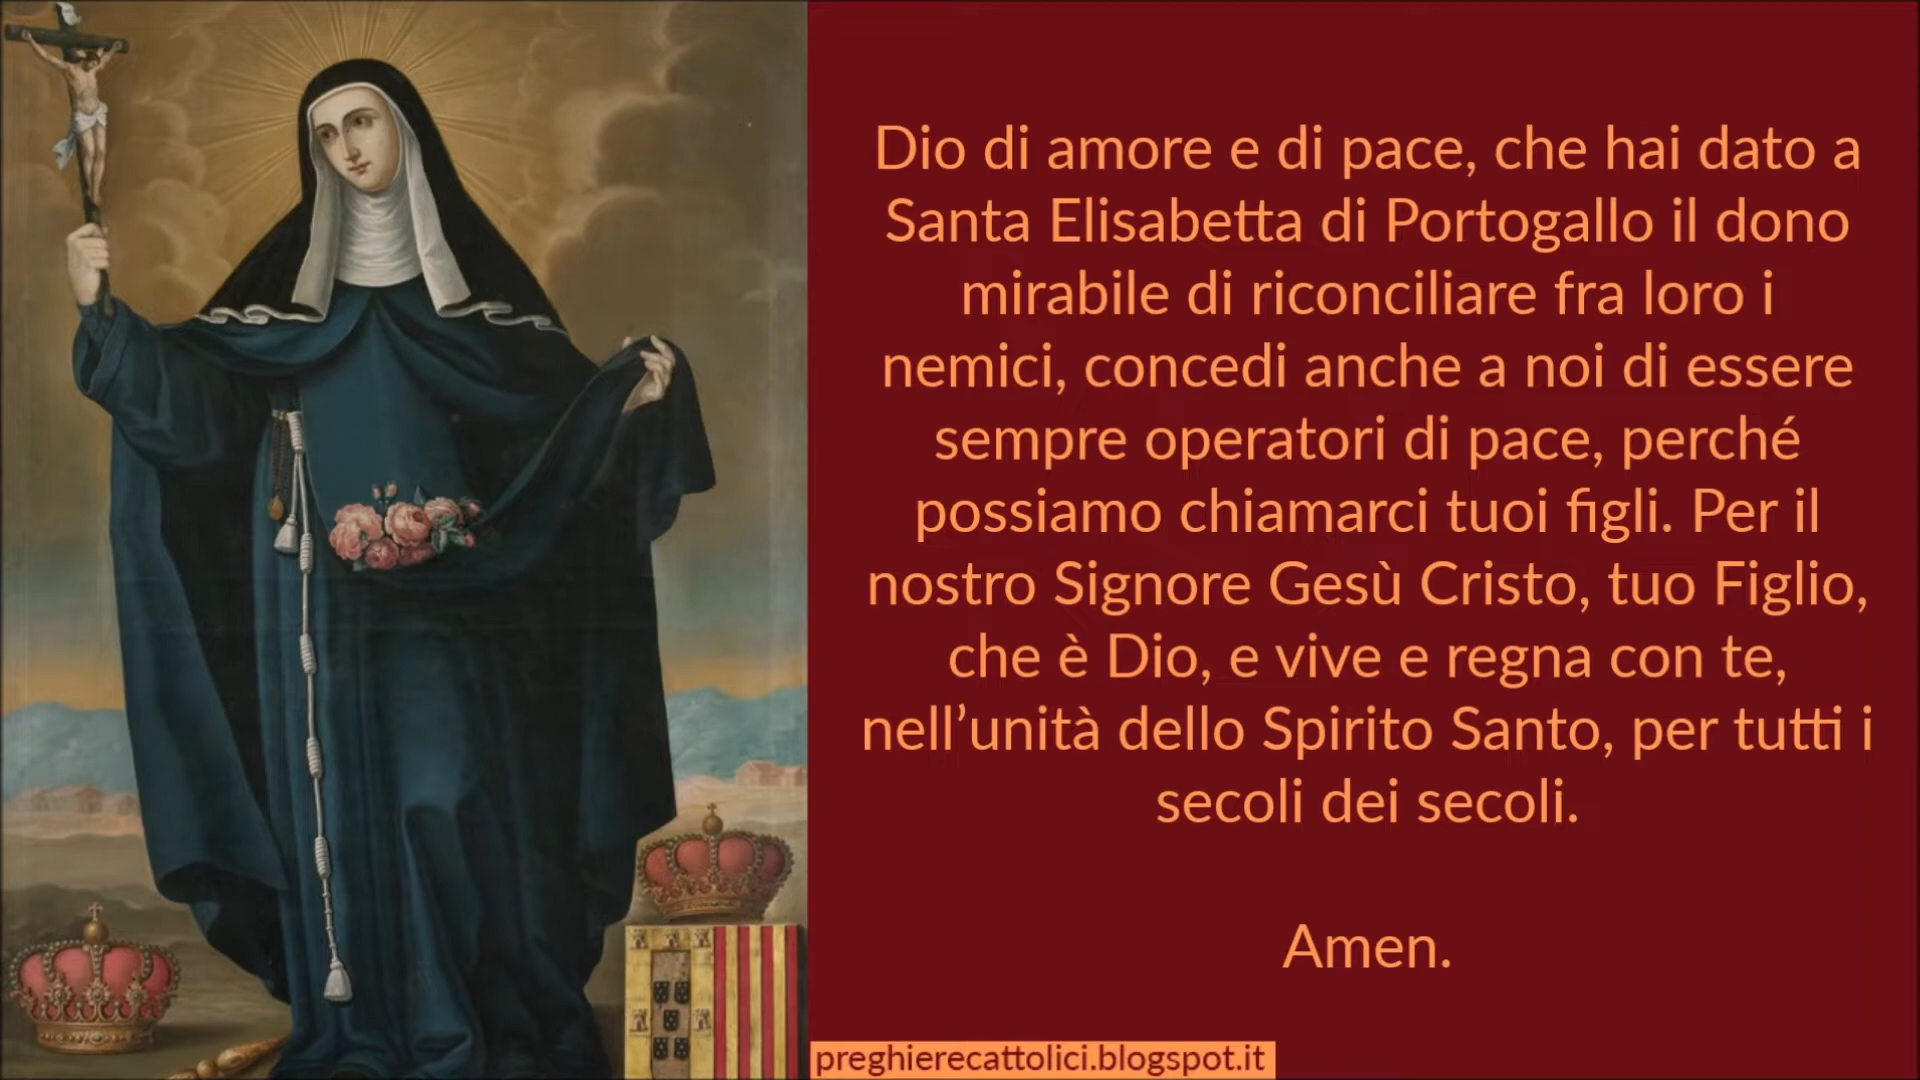 Dio di amore e di pace, che hai dato a
Santa Elisabetta di Portogallo il dono
mirabile di riconciliare fra loro i
nemici, concedi anche a noi di essere
sempre operatori di pace, perché
possiamo chiamarci tuoi figli. Per il
nostro Signore Gesù Cristo, tuo Figlio,
che è Dio, e vive e regna con te,
nell’unità dello Spirito Santo, per tutti i
secoli dei secoli.
Amen.
preghierecattolici.blogspot.it